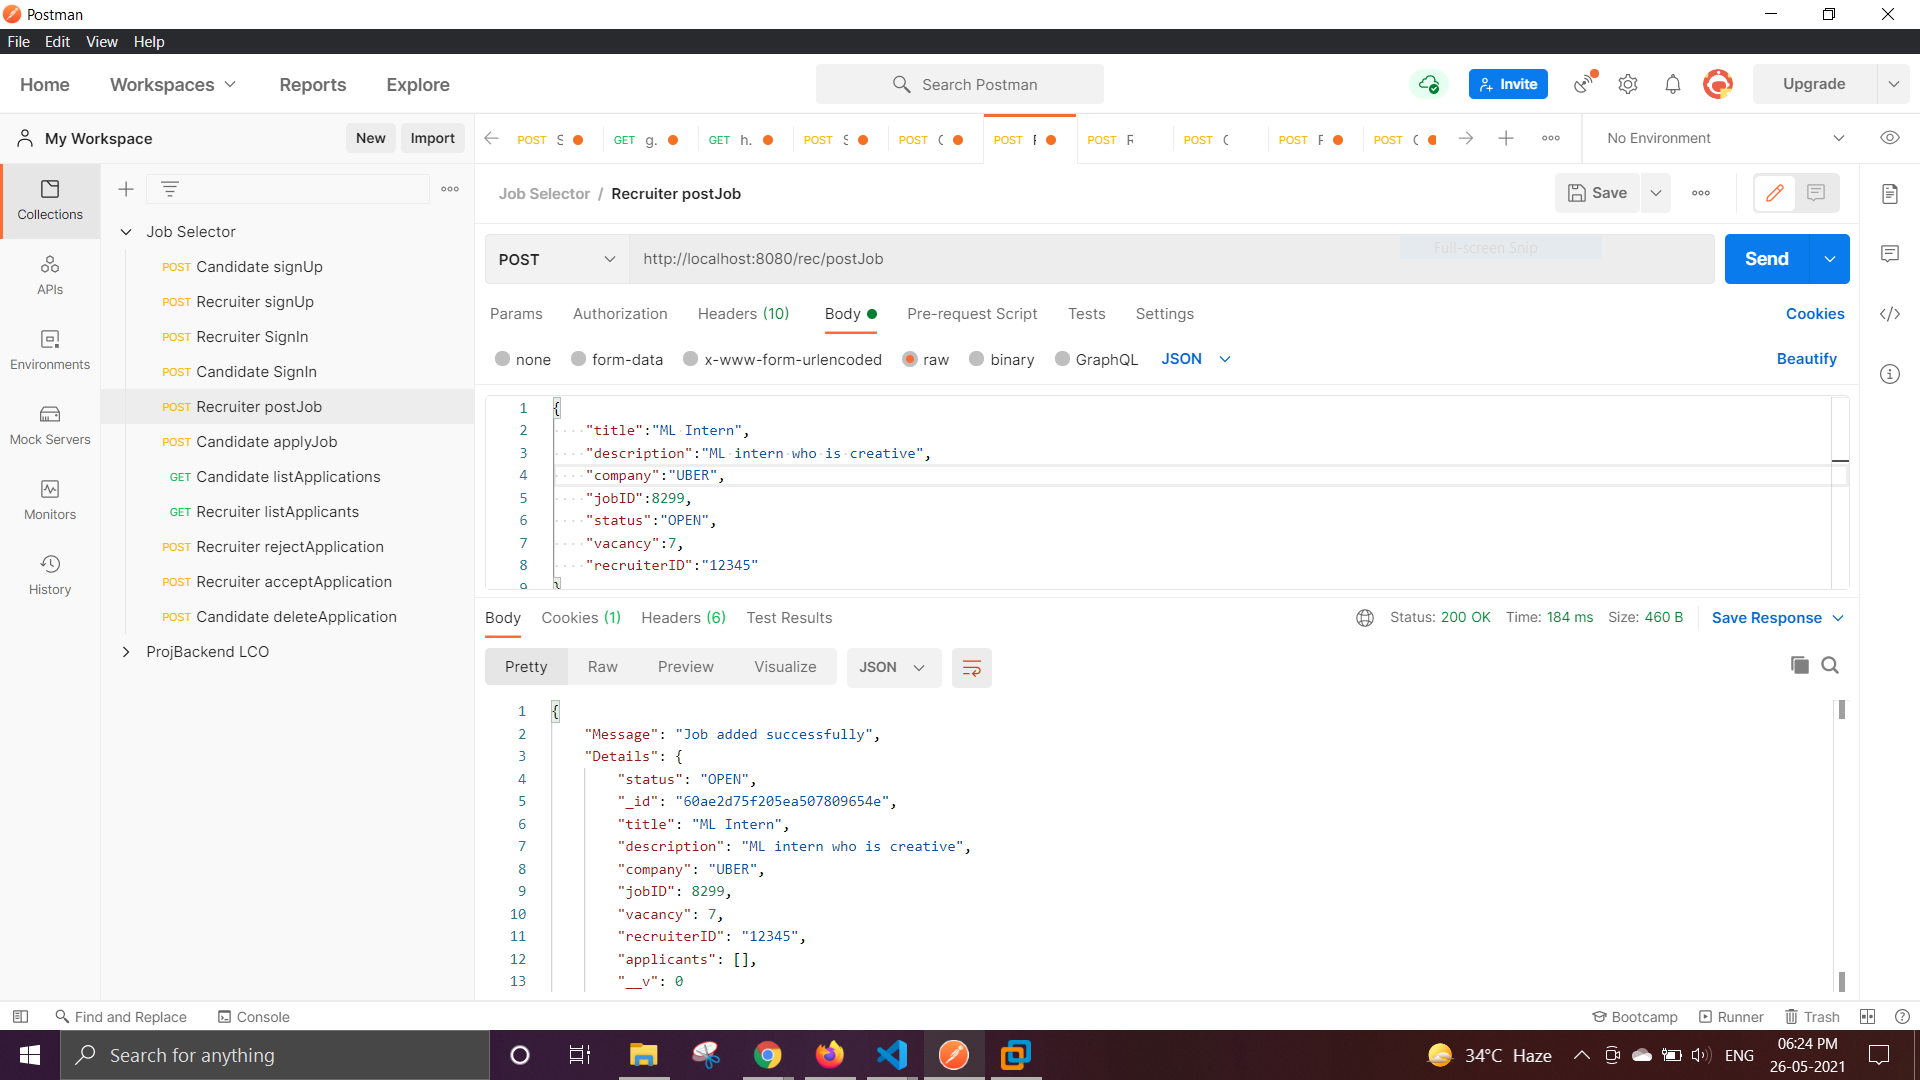 Postman
File Edit View Help
Home Workspaces Reports Explore Search Postman Invite Upgrade
My Workspace New Import POST S GET g. GET h. POST S POST C POST F POST R POST C POST F POST C No Environment
Collections
APIs
Environments
Mock Servers
Monitors
History
Job Selector
POST Candidate signUp
POST Recruiter signUp
POST Recruiter SignIn
POST Candidate SignIn
POST Recruiter postJob
POST Candidate applyJob
GET Candidate listApplications
GET Recruiter listApplicants
POST Recruiter rejectApplication
POST Recruiter acceptApplication
POST Candidate deleteApplication
ProjBackend LCO
Job Selector / Recruiter postJob Save
POST http://localhost:8080/rec/postJob Full-screen Snip Send
Params Authorization Headers (10) Body Pre-request Script Tests Settings Cookies
none form-data x-www-form-urlencoded raw binary GraphQL JSON Beautify
1 {
2 "title":"ML Intern",
3 "description":"ML intern who is creative",
4 "company":"UBER",
5 "jobID":8299,
6 "status":"OPEN",
7 "vacancy":7,
8 "recruiterID":"12345"
9 }
Body Cookies (1) Headers (6) Test Results Status: 200 OK Time: 184 ms Size: 460 B Save Response
Pretty Raw Preview Visualize JSON
1 {
2 "Message": "Job added successfully",
3 "Details": {
4 "status": "OPEN",
5 "_id": "60ae2d75f205ea507809654e",
6 "title": "ML Intern",
7 "description": "ML intern who is creative",
8 "company": "UBER",
9 "jobID": 8299,
10 "vacancy": 7,
11 "recruiterID": "12345",
12 "applicants": [],
13 "__v": 0
Find and Replace Console Bootcamp Runner Trash
Search for anything 34°C Haze ENG 06:24 PM
26-05-2021